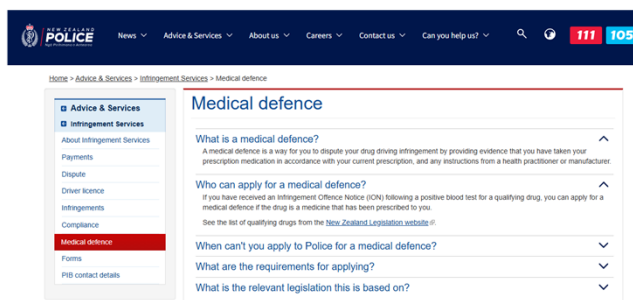 NEW ZEALAND
POLICE
News Advice & Services About us Careers Contact us Can you help us? 111 105
Home > Advice & Services > Infringement Services > Medical defence
Advice & Services
Infringement Services
About Infringement Services
Payments
Dispute
Driver licence
Infringements
Compliance
Medical defence
Forms
PIB contact details
Medical defence
What is a medical defence?
A medical defence is a way for you to dispute your drug driving infringement by providing evidence that you have taken your
prescription medication in accordance with your current prescription, and any instructions from a health practitioner or manufacturer.
Who can apply for a medical defence?
If you have received an Infringement Offence Notice (ION) following a positive blood test for a qualifying drug, you can apply for a
medical defence if the drug is a medicine that has been prescribed to you.
See the list of qualifying drugs from the New Zealand Legislation website.
When can't you apply to Police for a medical defence?
What are the requirements for applying?
What is the relevant legislation this is based on?